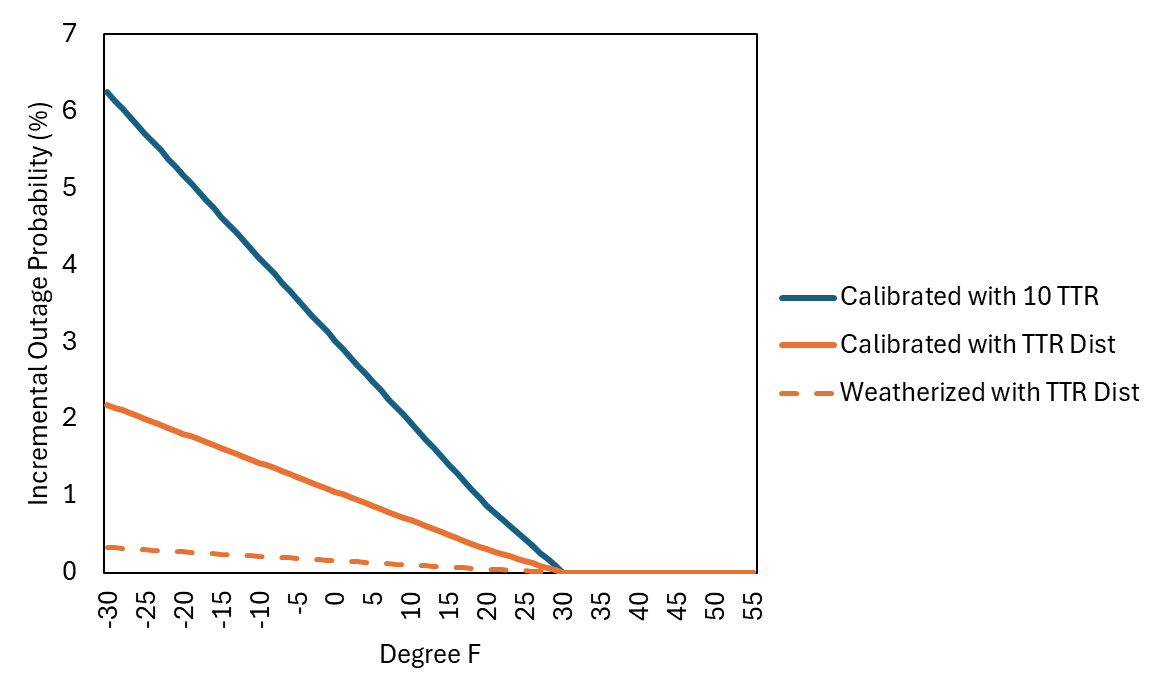 7
6
5
4
3
2
1
0
Incremental Outage Probability (%)
-30 -25 -20 -15 -10 -5 0 5 10 15 20 25 30 35 40 45 50 55
Degree F
Calibrated with 10 TTR
Calibrated with TTR Dist
Weatherized with TTR Dist